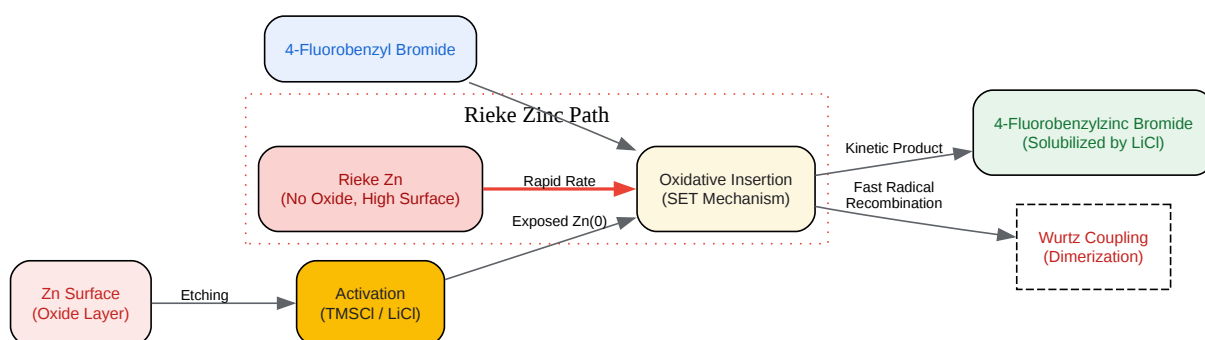 4-Fluorobenzyl Bromide
Rieke Zinc Path
Rieke Zn
(No Oxide, High Surface)
Rapid Rate
Oxidative Insertion
(SET Mechanism)
Kinetic Product
4-Fluorobenzylzinc Bromide
(Solubilized by LiCl)
Fast Radical
Recombination
Wurtz Coupling
(Dimerization)
Exposed Zn(0)
Zn Surface
(Oxide Layer)
Etching
Activation
(TMSCl / LiCl)